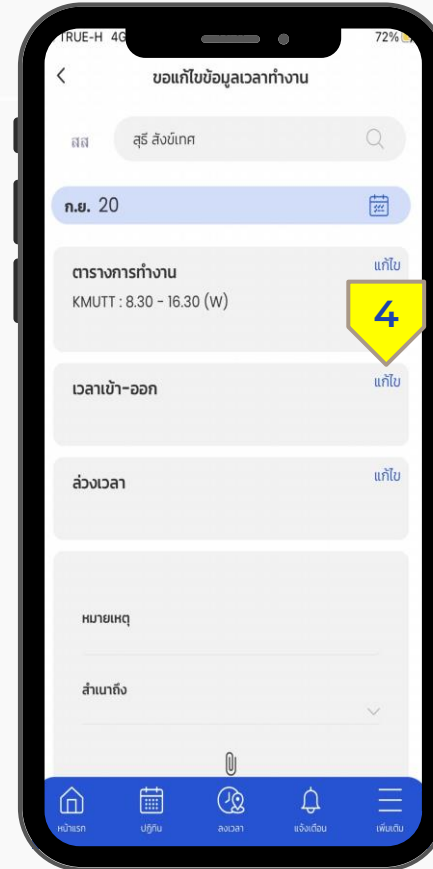 TRUE-H 4G 72%
ขอแก้ไขข้อมูลเวลาทำงาน
สส สุธี สังข์เทศ
ก.ย. 20
ตารางการทำงาน แก้ไข
KMUTT : 8.30 - 16.30 (W)
4
เวลาเข้า-ออก แก้ไข
ล่วงเวลา แก้ไข
หมายเหตุ
สำเนาถึง
หน้าแรก ปฏิทิน ลงเวลา แจ้งเตือน เพิ่มเติม